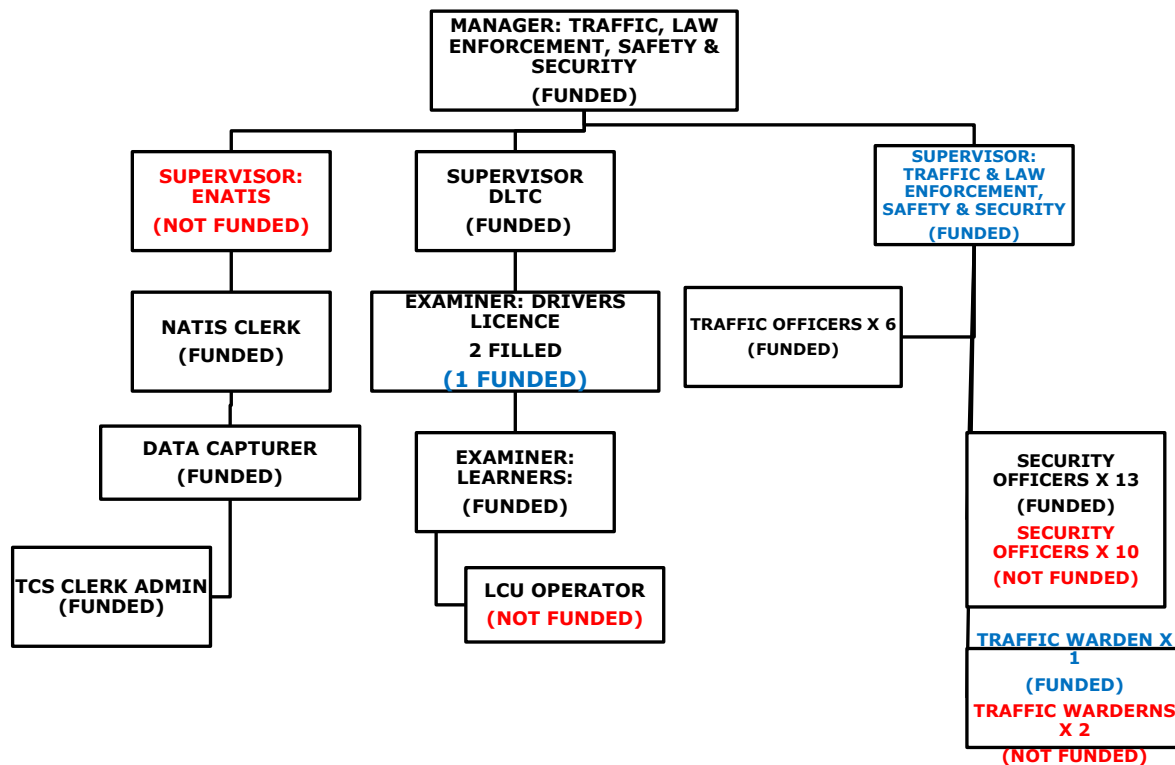 MANAGER: TRAFFIC, LAW
ENFORCEMENT, SAFETY &
SECURITY
(FUNDED)
SUPERVISOR:
ENATIS
(NOT FUNDED)
SUPERVISOR
DLTC
(FUNDED)
SUPERVISOR:
TRAFFIC & LAW
ENFORCEMENT,
SAFETY & SECURITY
(FUNDED)
NATIS CLERK
(FUNDED)
EXAMINER: DRIVERS
LICENCE
2 FILLED
(1 FUNDED)
TRAFFIC OFFICERS X 6
(FUNDED)
DATA CAPTURER
(FUNDED)
EXAMINER:
LEARNERS:
(FUNDED)
SECURITY
OFFICERS X 13
(FUNDED)
SECURITY
OFFICERS X 10
(NOT FUNDED)
TCS CLERK ADMIN
(FUNDED)
LCU OPERATOR
(NOT FUNDED)
TRAFFIC WARDEN X
1
(FUNDED)
TRAFFIC WARDERNS
X 2
(NOT FUNDED)